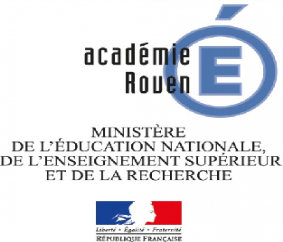 académie
Rouen
É
MINISTÈRE
DE L'ÉDUCATION NATIONALE,
DE L'ENSEIGNEMENT SUPÉRIEUR
ET DE LA RECHERCHE
Liberté • Égalité • Fraternité
RÉPUBLIQUE FRANÇAISE